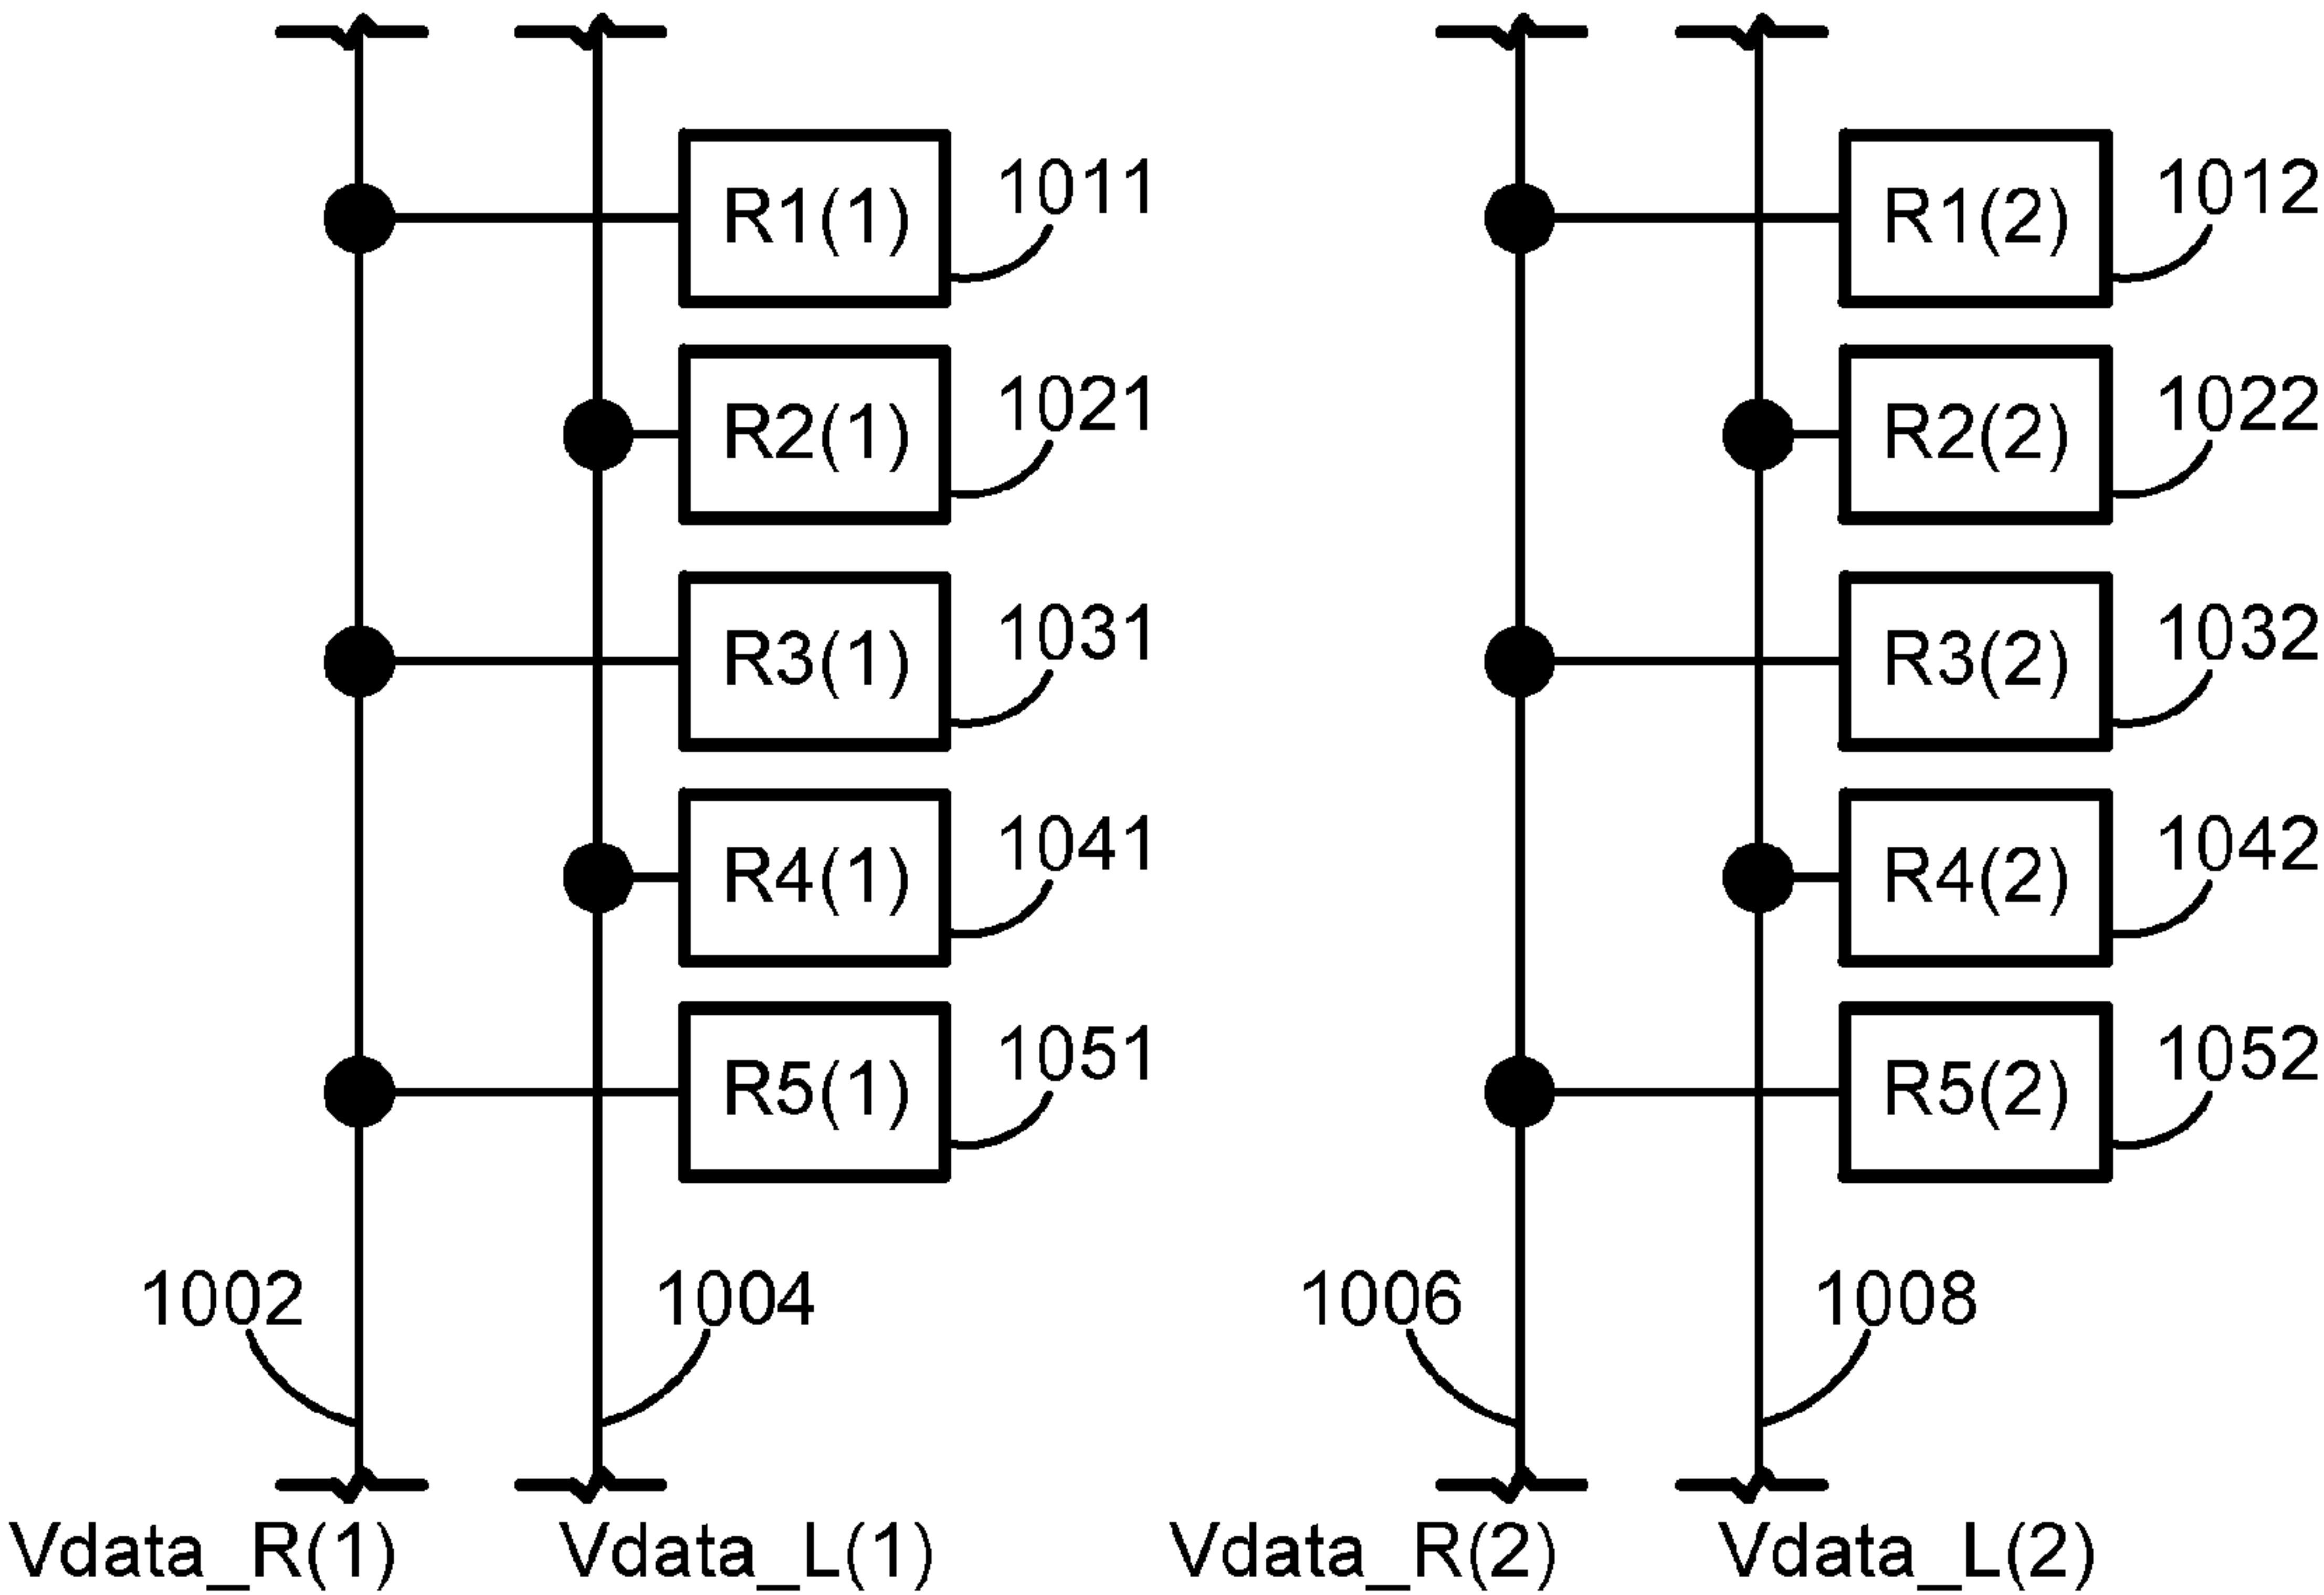 1011
1012
R1(1)
R1(2)
1021
1022
R2(1)
R2(2)
1031
1032
R3(1)
R3(2)
1041
1042
R4(1)
R4(2)
1051
1052
R5(1)
R5(2)
1002
1004
1006
1008
Vdata_R(1)
Vdata_L(1)
Vdata_R(2)
Vdata_L(2)